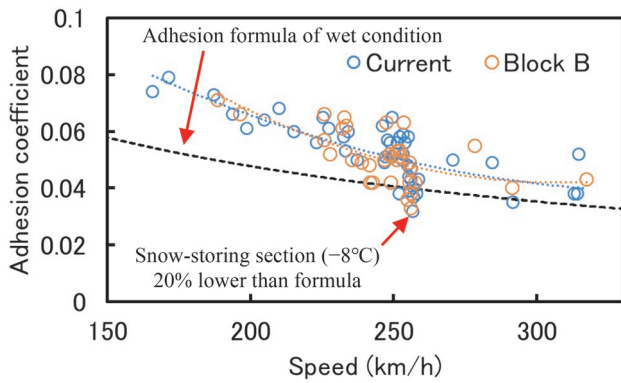 0.1
0.08
0.06
0.04
0.02
0
Adhesion coefficient
Adhesion formula of wet condition
Current
Block B
Snow-storing section (−8℃)
20% lower than formula
150
200
250
300
Speed (km/h)